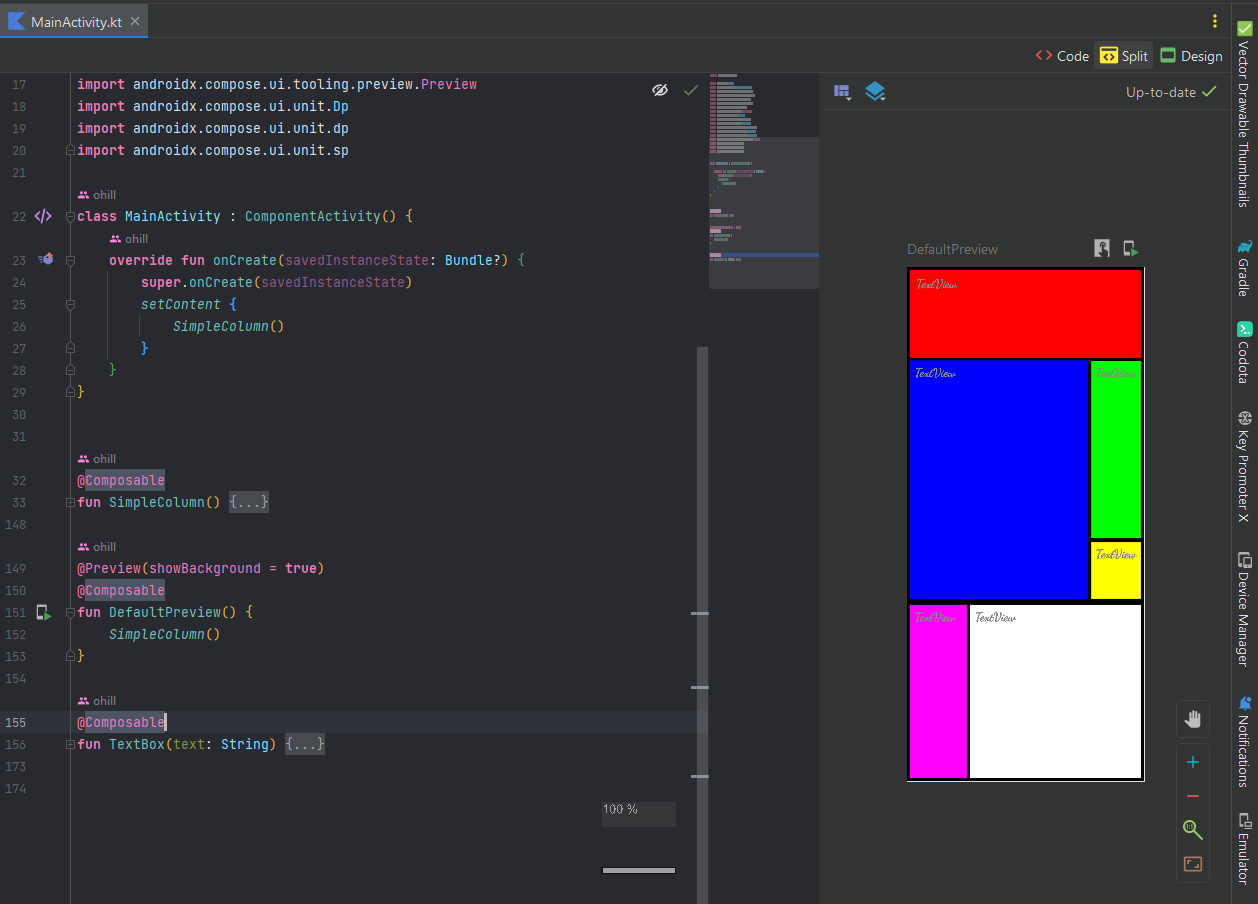 MainActivity.kt
Code Split Design
17 import androidx.compose.ui.tooling.preview.Preview
18 import androidx.compose.ui.unit.Dp
19 import androidx.compose.ui.unit.dp
20 import androidx.compose.ui.unit.sp
21
ohill
22 class MainActivity : ComponentActivity() {
ohill
23 override fun onCreate(savedInstanceState: Bundle?) {
24 super.onCreate(savedInstanceState)
25 setContent {
26 SimpleColumn()
27 }
28 }
29 }
30
31
ohill
32 @Composable
33 fun SimpleColumn() {...}
148
ohill
149 @Preview(showBackground = true)
150 @Composable
151 fun DefaultPreview() {
152 SimpleColumn()
153 }
154
ohill
155 @Composable
156 fun TextBox(text: String) {...}
173
174
100 %
Up-to-date
DefaultPreview
TextView
TextView
TextView
TextView
TextView
TextView
Vector Drawable Thumbnails
Gradle
Codota
Key Promoter X
Device Manager
Notifications
Emulator